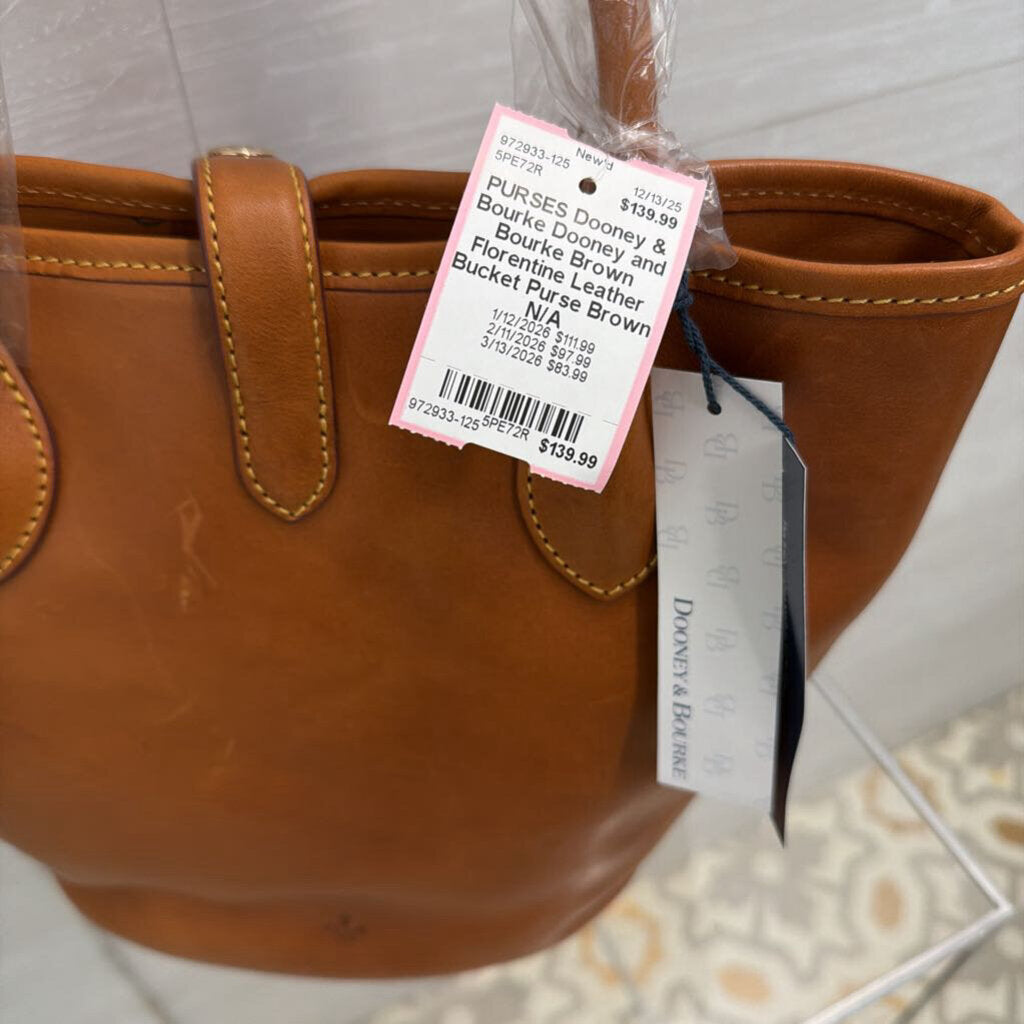 972933-125 New'd
5PE72R 12/13/25
$139.99
PURSES Dooney &
Bourke Dooney and
Bourke Brown
Florentine Leather
Bucket Purse Brown
N/A
1/12/2026 $111.99
2/11/2026 $97.99
3/13/2026 $83.99
972933-125 5PE72R $139.99
DOONEY & BOURKE